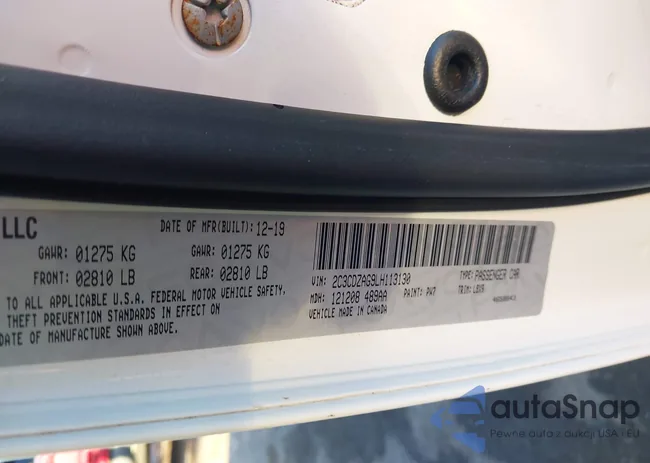 LLC
DATE OF MFR(BUILT): 12-19
GAWR: 01275 KG
GAWR: 01275 KG
FRONT: 02810 LB
REAR: 02810 LB
TO ALL APPLICABLE U.S.A. FEDERAL MOTOR VEHICLE SAFETY,
THEFT PREVENTION STANDARDS IN EFFECT ON
DATE OF MANUFACTURE SHOWN ABOVE.
VIN: 2C3CDZAG9LH113130
TYPE: PASSENGER CAR
MDH: 121208 489AA
PAINT: PW7
TRIM: LBX9
VEHICLE MADE IN CANADA
autaSnap
Pewne auta z aukcji USA i EU